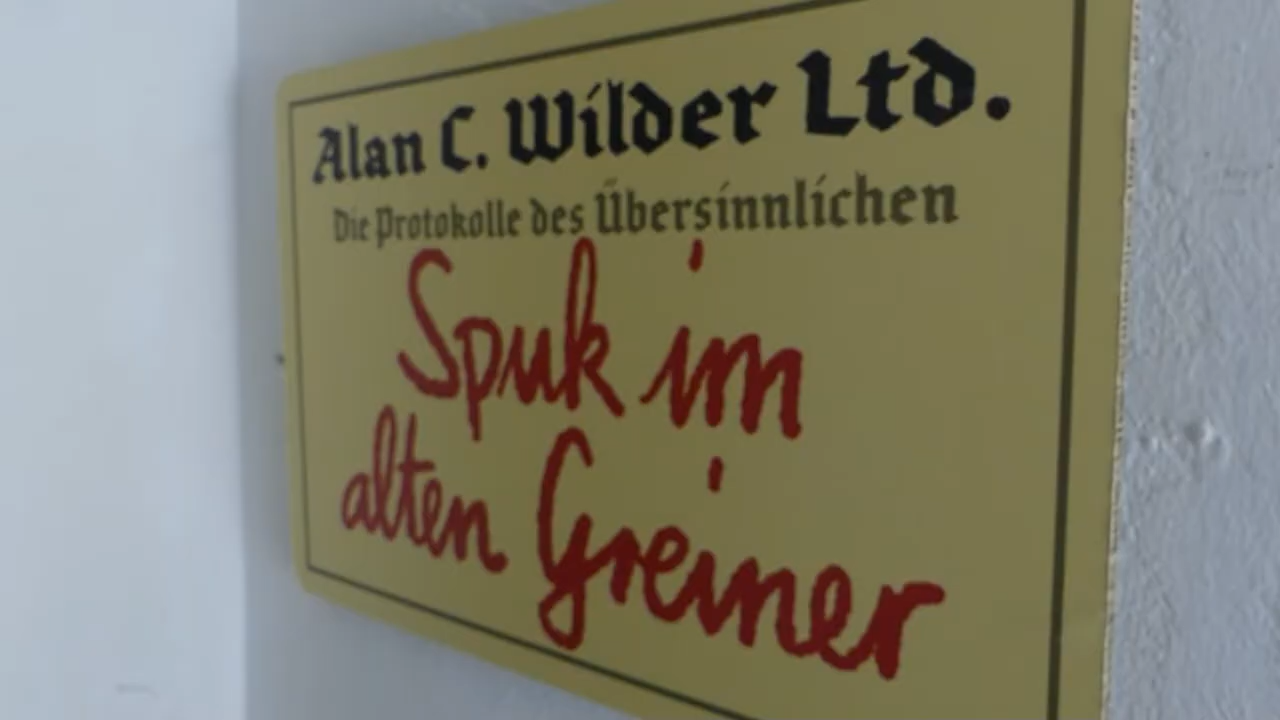 Alan C. Wilder Ltd.
Die Protokolle des Übersinnlichen
Spuk im
alten Greiner